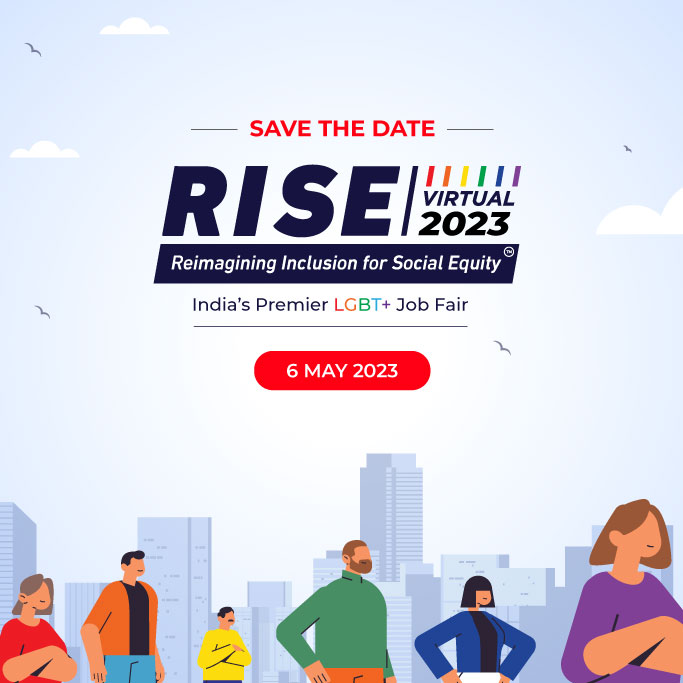 SAVE THE DATE
RISE
VIRTUAL
2023
Reimagining Inclusion for Social Equity™
India's Premier LGBT+ Job Fair
6 MAY 2023